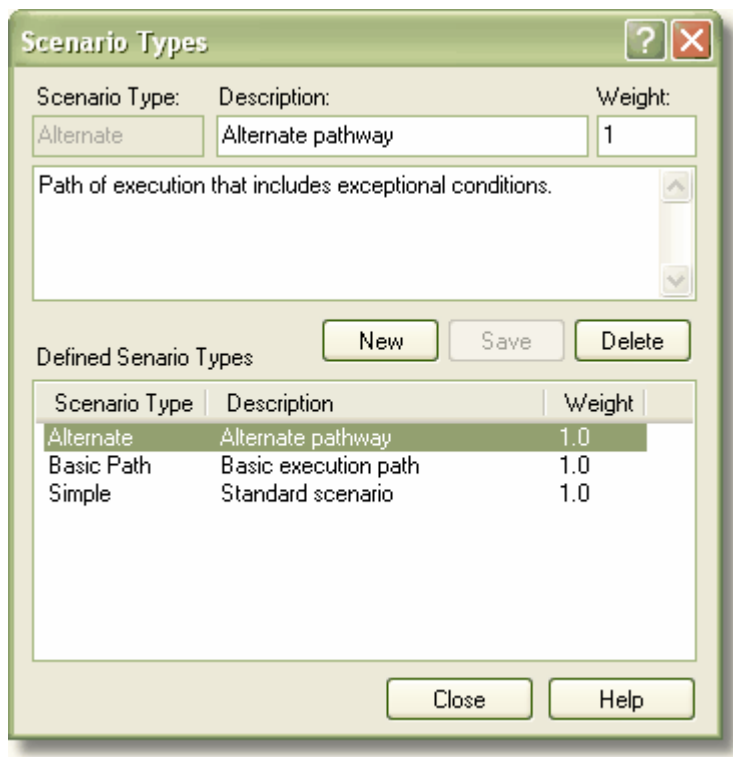 Scenario Types
Scenario Type: Description: Weight:
Alternate Alternate pathway 1
Path of execution that includes exceptional conditions.
New Save Delete
Defined Senario Types
Scenario Type Description Weight
Alternate Alternate pathway 1.0
Basic Path Basic execution path 1.0
Simple Standard scenario 1.0
Close Help